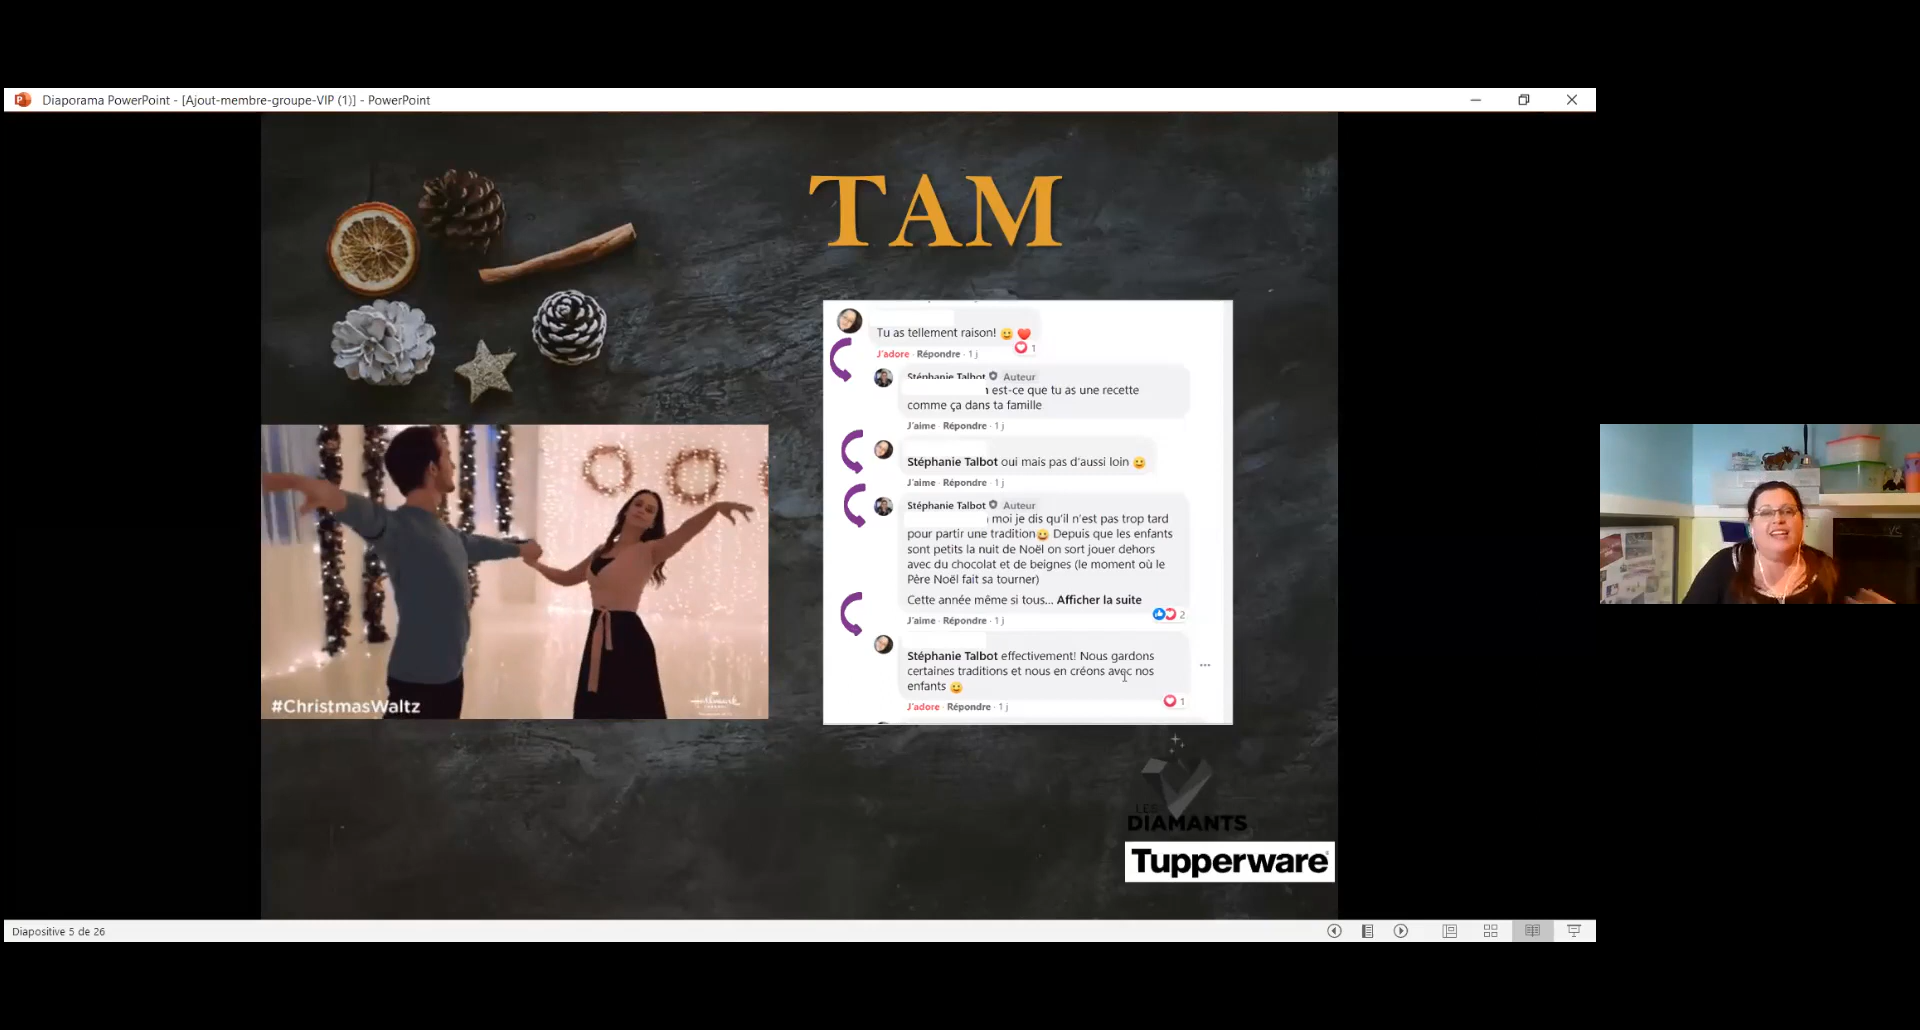 Diaporama PowerPoint - [Ajout-membre-groupe-VIP (1)] - PowerPoint
TAM
Tu as tellement raison! 😃 ❤️
1
J'adore · Répondre · 1 j
Stéphanie Talbot Auteur
est-ce que tu as une recette
comme ça dans ta famille
J'aime · Répondre · 1 j
Stéphanie Talbot oui mais pas d'aussi loin 🙂
J'aime · Répondre · 1 j
Stéphanie Talbot Auteur
moi je dis qu'il n'est pas trop tard
pour partir une tradition😀 Depuis que les enfants
sont petits la nuit de Noël on sort jouer dehors
avec du chocolat et de beignes (le moment où le
Père Noël fait sa tourner)
Cette année même si tous... Afficher la suite
2
J'aime · Répondre · 1 j
Stéphanie Talbot effectivement! Nous gardons
certaines traditions et nous en créons avec nos
enfants 🙂
1
J'adore · Répondre · 1 j
#ChristmasWaltz
Hallmark
CHANNEL
LES
DIAMANTS
Tupperware
Diapositive 5 de 26